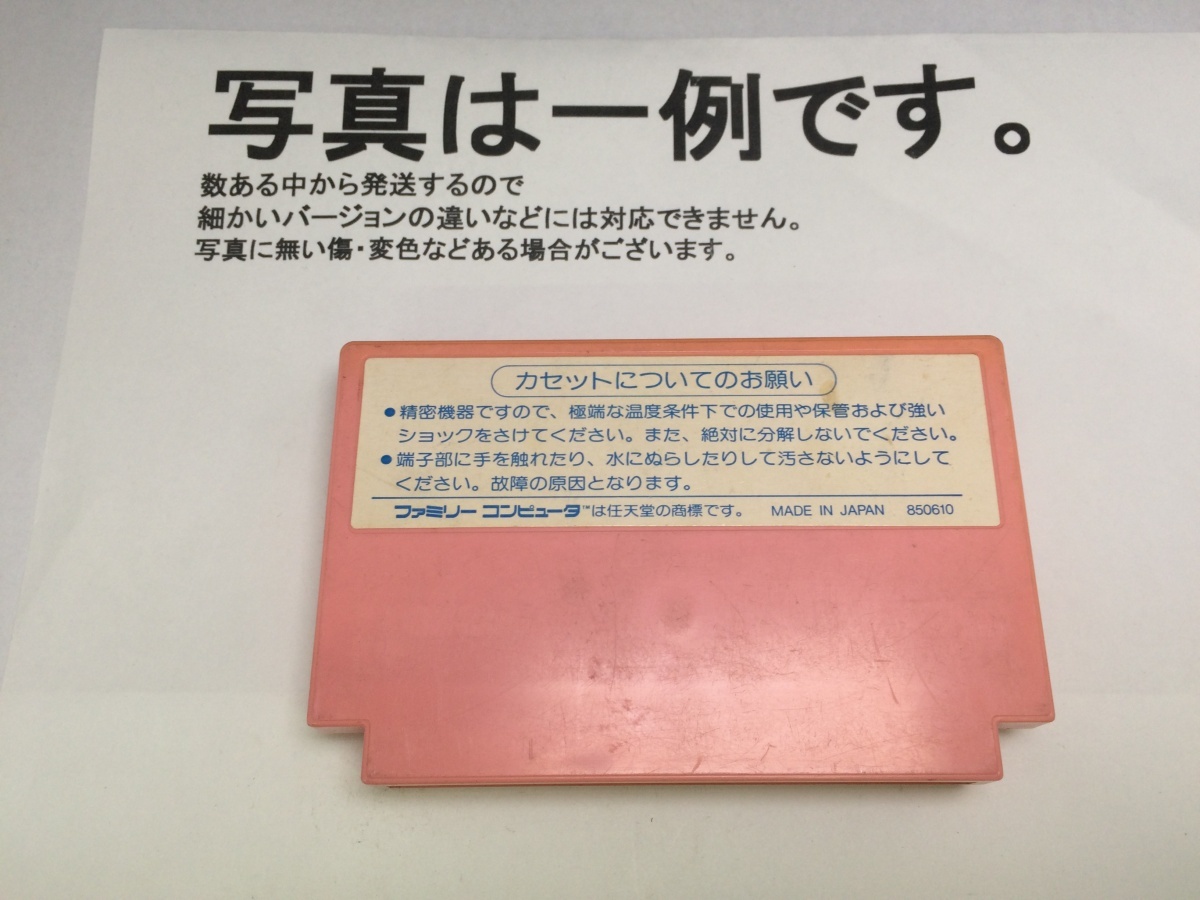 写真は一例です。
数ある中から発送するので
細かいバージョンの違いなどには対応できません。
写真に無い傷・変色などある場合がございます。
カセットについてのお願い
●精密機器ですので、極端な温度条件下での使用や保管および強い
ショックをさけてください。また、絶対に分解しないでください。
●端子部に手を触れたり、水にぬらしたりして汚さないようにして
ください。故障の原因となります。
ファミリーコンピュータ™は任天堂の商標です。 MADE IN JAPAN 850610